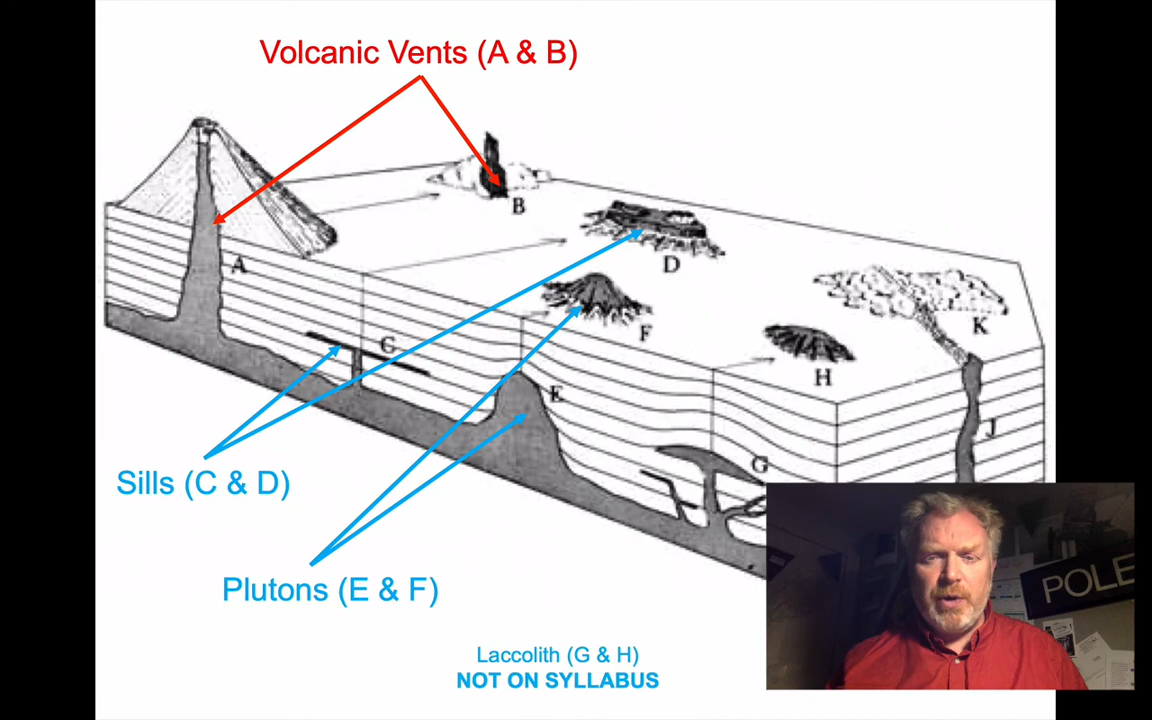 Volcanic Vents (A & B)
B
A
D
K
F
C
H
E
J
G
Sills (C & D)
POLE
Plutons (E & F)
Laccolith (G & H)
NOT ON SYLLABUS